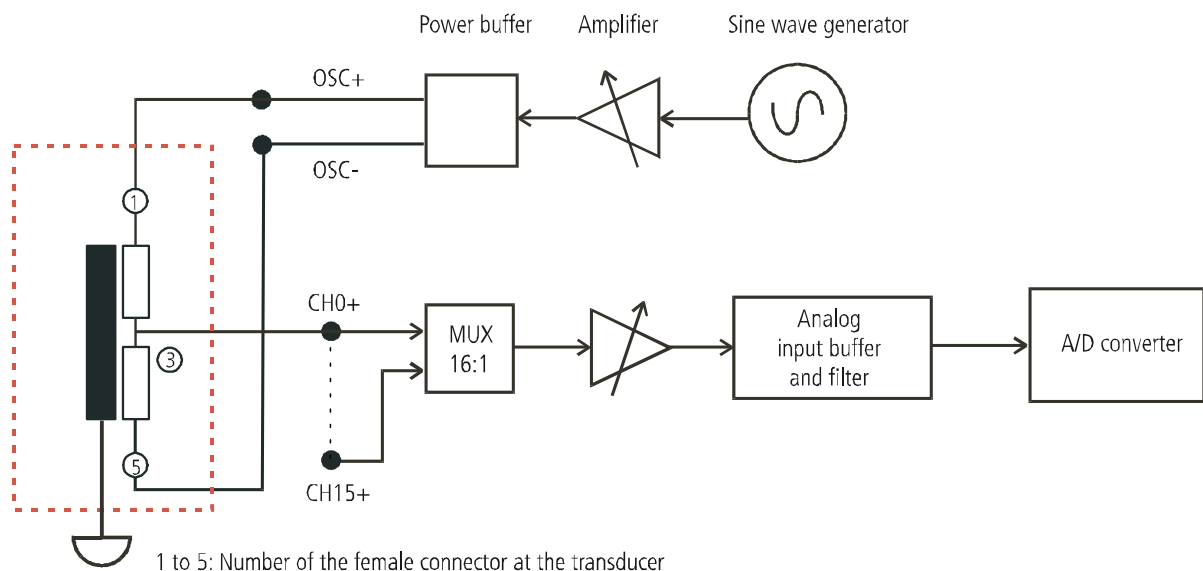 Power buffer
Amplifier
Sine wave generator
OSC+
OSC-
1
CH0+
MUX
16:1
Analog
input buffer
and filter
A/D converter
3
5
CH15+
1 to 5: Number of the female connector at the transducer